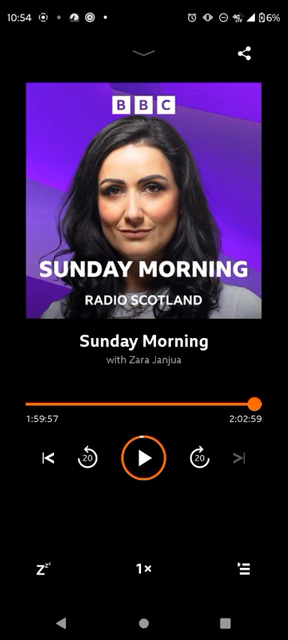 10:54
6%
BBC
SUNDAY MORNING
RADIO SCOTLAND
Sunday Morning
with Zara Janjua
1:59:57 2:02:59
20 20
Zzz 1×